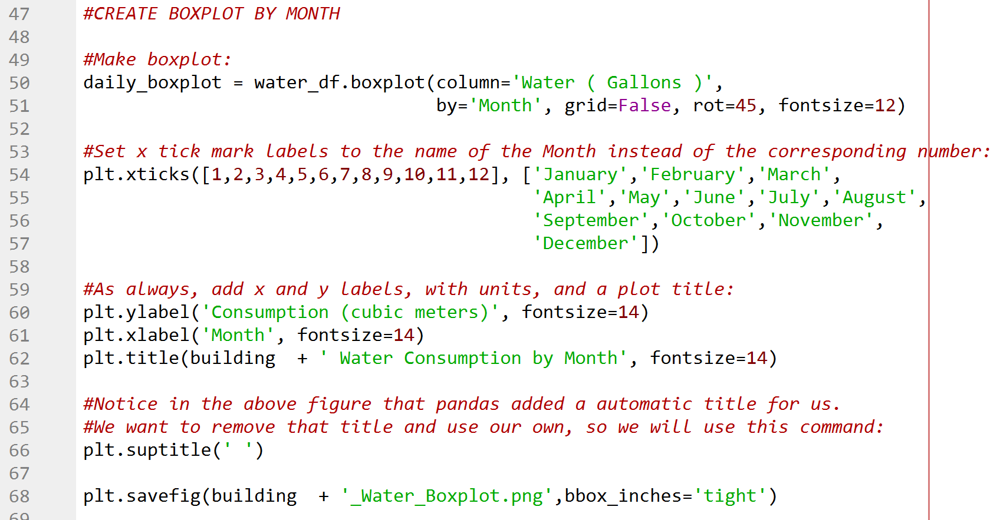 47 #CREATE BOXPLOT BY MONTH
48
49 #Make boxplot:
50 daily_boxplot = water_df.boxplot(column='Water ( Gallons )',
51 by='Month', grid=False, rot=45, fontsize=12)
52
53 #Set x tick mark labels to the name of the Month instead of the corresponding number:
54 plt.xticks([1,2,3,4,5,6,7,8,9,10,11,12], ['January','February','March',
55 'April','May','June','July','August',
56 'September','October','November',
57 'December'])
58
59 #As always, add x and y labels, with units, and a plot title:
60 plt.ylabel('Consumption (cubic meters)', fontsize=14)
61 plt.xlabel('Month', fontsize=14)
62 plt.title(building  + ' Water Consumption by Month', fontsize=14)
63
64 #Notice in the above figure that pandas added a automatic title for us.
65 #We want to remove that title and use our own, so we will use this command:
66 plt.suptitle(' ')
67
68 plt.savefig(building  + '_Water_Boxplot.png',bbox_inches='tight')
69